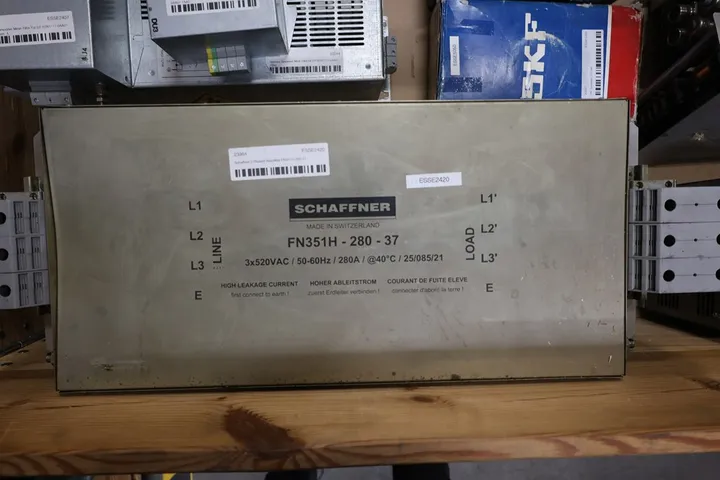 ESSE2407
SKF
ESSE2420
SCHAFFNER
MADE IN SWITZERLAND
FN351H - 280 - 37
3x520VAC / 50-60Hz / 280A / @40°C / 25/085/21
LINE
L1
L2
L3
E
LOAD
L1'
L2'
L3'
E
HIGH LEAKAGE CURRENT
first connect to earth !
HOHER ABLEITSTROM
zuerst Erdleiter verbinden !
COURANT DE FUITE ELEVE
connecter d'abord la terre !